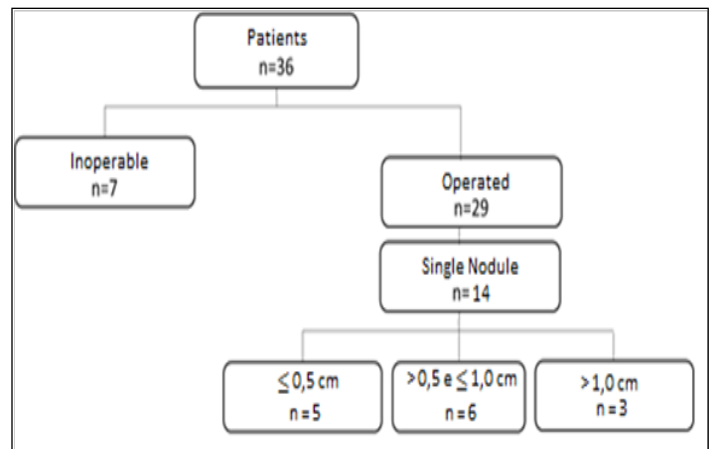 Patients
n=36
Inoperable
n=7
Operated
n=29
Single Nodule
n= 14
≤0,5 cm
n=5
>0,5 e ≤ 1,0 cm
n=6
>1,0 cm
n=3